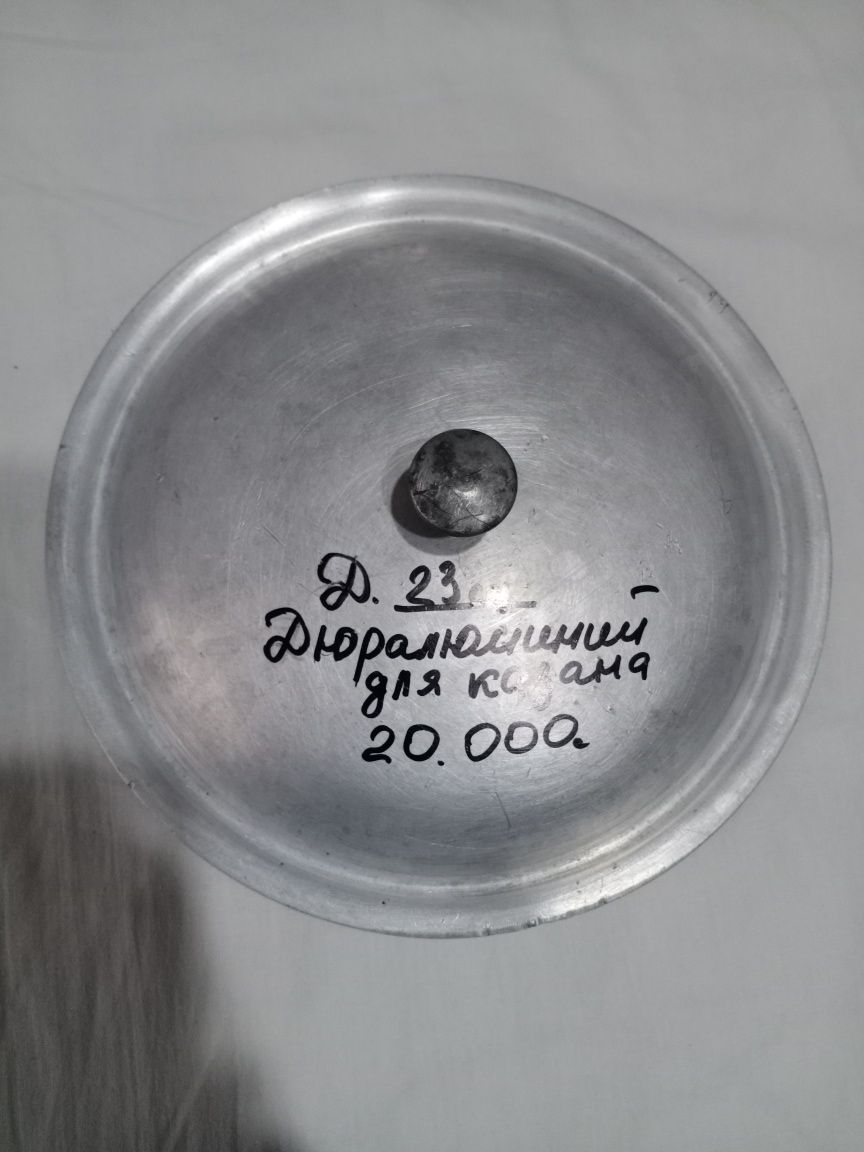 Д. 23
Дюралюминий -
для казана
20.000.